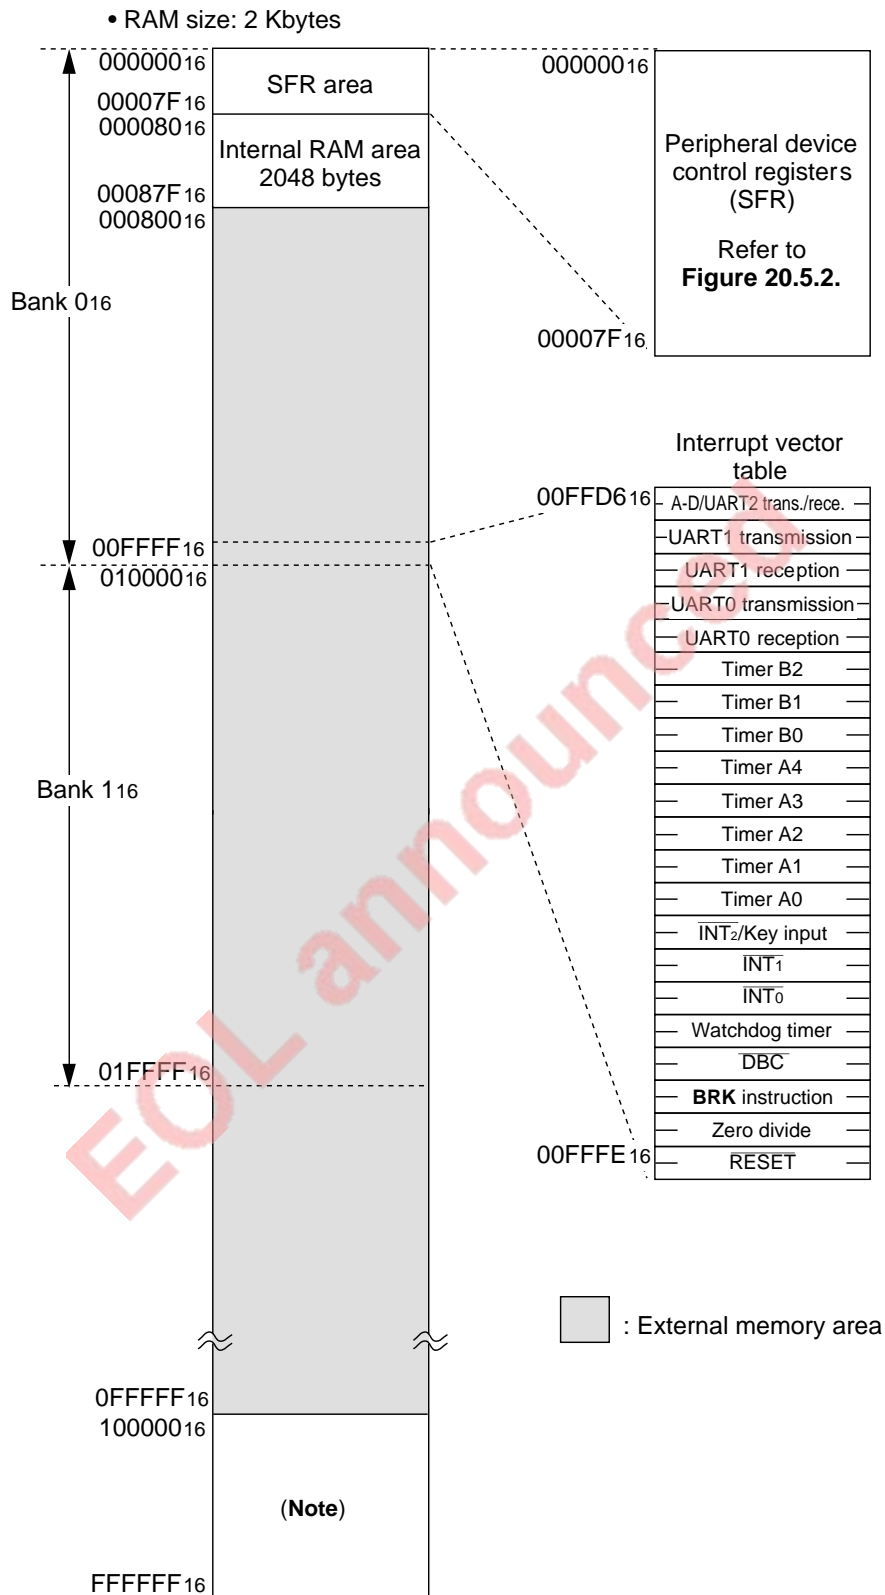 • RAM size: 2 Kbytes
00000016
SFR area
00007F16
00008016
Internal RAM area
2048 bytes
00087F16
00080016
Bank 016
00FFFF16
01000016
Bank 116
01FFFF16
0FFFFF16
10000016
(Note)
FFFFFF16
00000016
Peripheral device
control registers
(SFR)
Refer to
Figure 20.5.2.
00007F16
Interrupt vector
table
00FFD616
A-D/UART2 trans./rece.
UART1 transmission
UART1 reception
UART0 transmission
UART0 reception
Timer B2
Timer B1
Timer B0
Timer A4
Timer A3
Timer A2
Timer A1
Timer A0
INT2/Key input
INT1
INT0
Watchdog timer
DBC
BRK instruction
Zero divide
00FFFE16
RESET
: External memory area
EOL announced